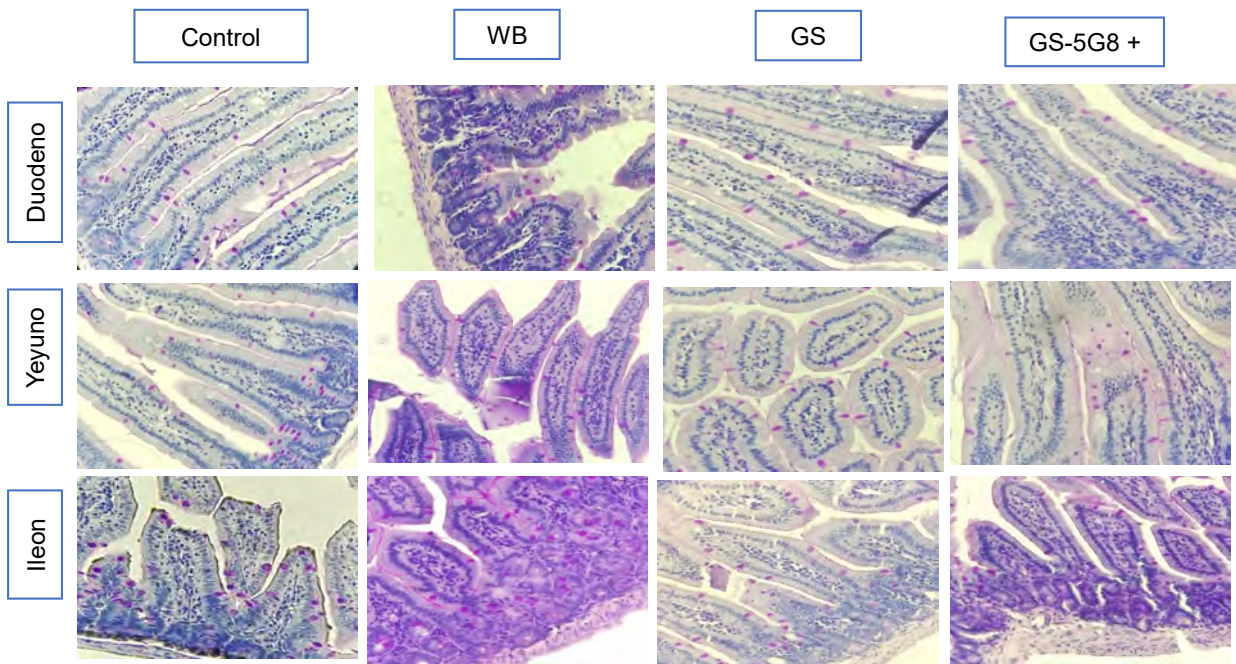 Control
WB
GS
GS-5G8 +
Duodeno
Yeyuno
Ileon